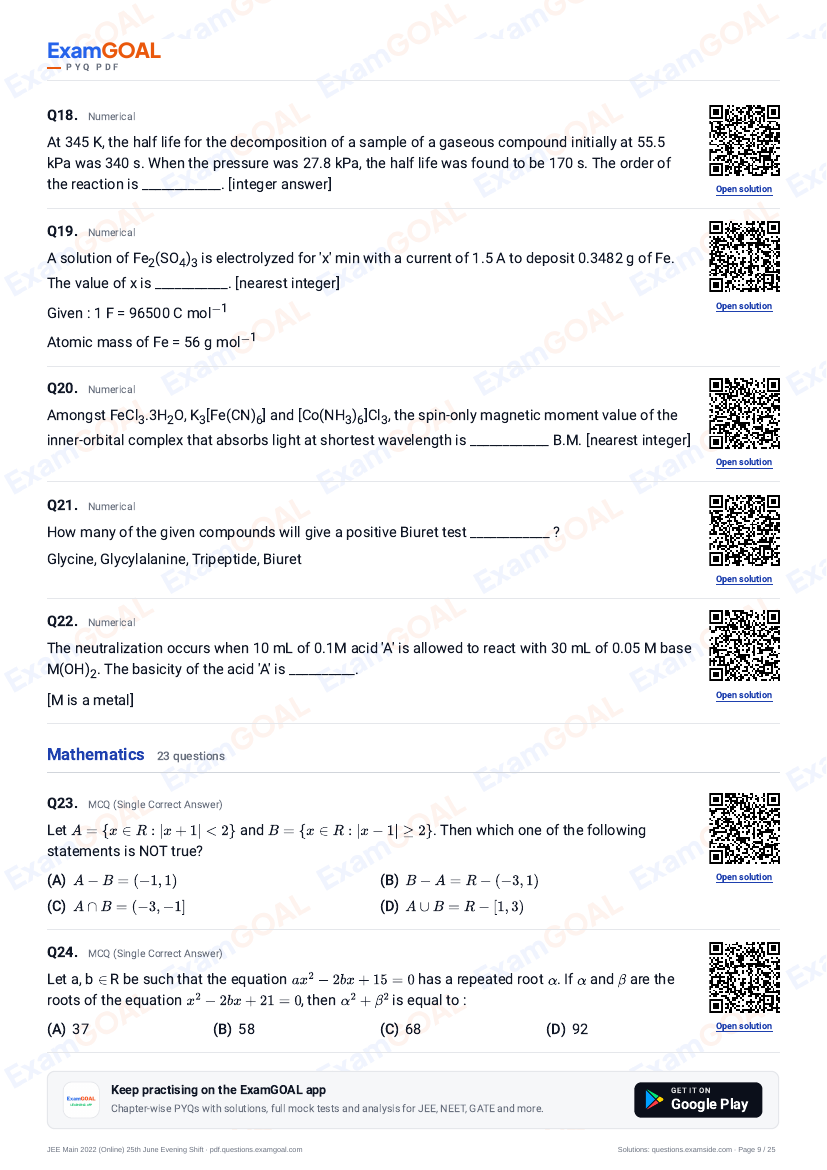 ExamGOAL
PYQ PDF
Q18. Numerical
At 345 K, the half life for the decomposition of a sample of a gaseous compound initially at 55.5
kPa was 340 s. When the pressure was 27.8 kPa, the half life was found to be 170 s. The order of
the reaction is ____________. [integer answer]
Open solution
Q19. Numerical
A solution of Fe₂(SO₄)₃ is electrolyzed for 'x' min with a current of 1.5 A to deposit 0.3482 g of Fe.
The value of x is ___________. [nearest integer]
Given : 1 F = 96500 C mol⁻¹
Atomic mass of Fe = 56 g mol⁻¹
Open solution
Q20. Numerical
Amongst FeCl₃.3H₂O, K₃[Fe(CN)₆] and [Co(NH₃)₆]Cl₃, the spin-only magnetic moment value of the
inner-orbital complex that absorbs light at shortest wavelength is ____________ B.M. [nearest integer]
Open solution
Q21. Numerical
How many of the given compounds will give a positive Biuret test ____________ ?
Glycine, Glycylalanine, Tripeptide, Biuret
Open solution
Q22. Numerical
The neutralization occurs when 10 mL of 0.1M acid 'A' is allowed to react with 30 mL of 0.05 M base
M(OH)₂. The basicity of the acid 'A' is __________.
[M is a metal]
Open solution
Mathematics 23 questions
Q23. MCQ (Single Correct Answer)
Let A = {x ∈ R : |x + 1| < 2} and B = {x ∈ R : |x − 1| ≥ 2}. Then which one of the following
statements is NOT true?
(A) A − B = (−1, 1) (B) B − A = R − (−3, 1)
(C) A ∩ B = (−3, −1] (D) A ∪ B = R − [1, 3)
Open solution
Q24. MCQ (Single Correct Answer)
Let a, b ∈ R be such that the equation ax² − 2bx + 15 = 0 has a repeated root α. If α and β are the
roots of the equation x² − 2bx + 21 = 0, then α² + β² is equal to :
(A) 37 (B) 58 (C) 68 (D) 92
Open solution
Keep practising on the ExamGOAL app
Chapter-wise PYQs with solutions, full mock tests and analysis for JEE, NEET, GATE and more.
GET IT ON
Google Play
JEE Main 2022 (Online) 25th June Evening Shift · pdf.questions.examgoal.com Solutions: questions.examside.com · Page 9 / 25